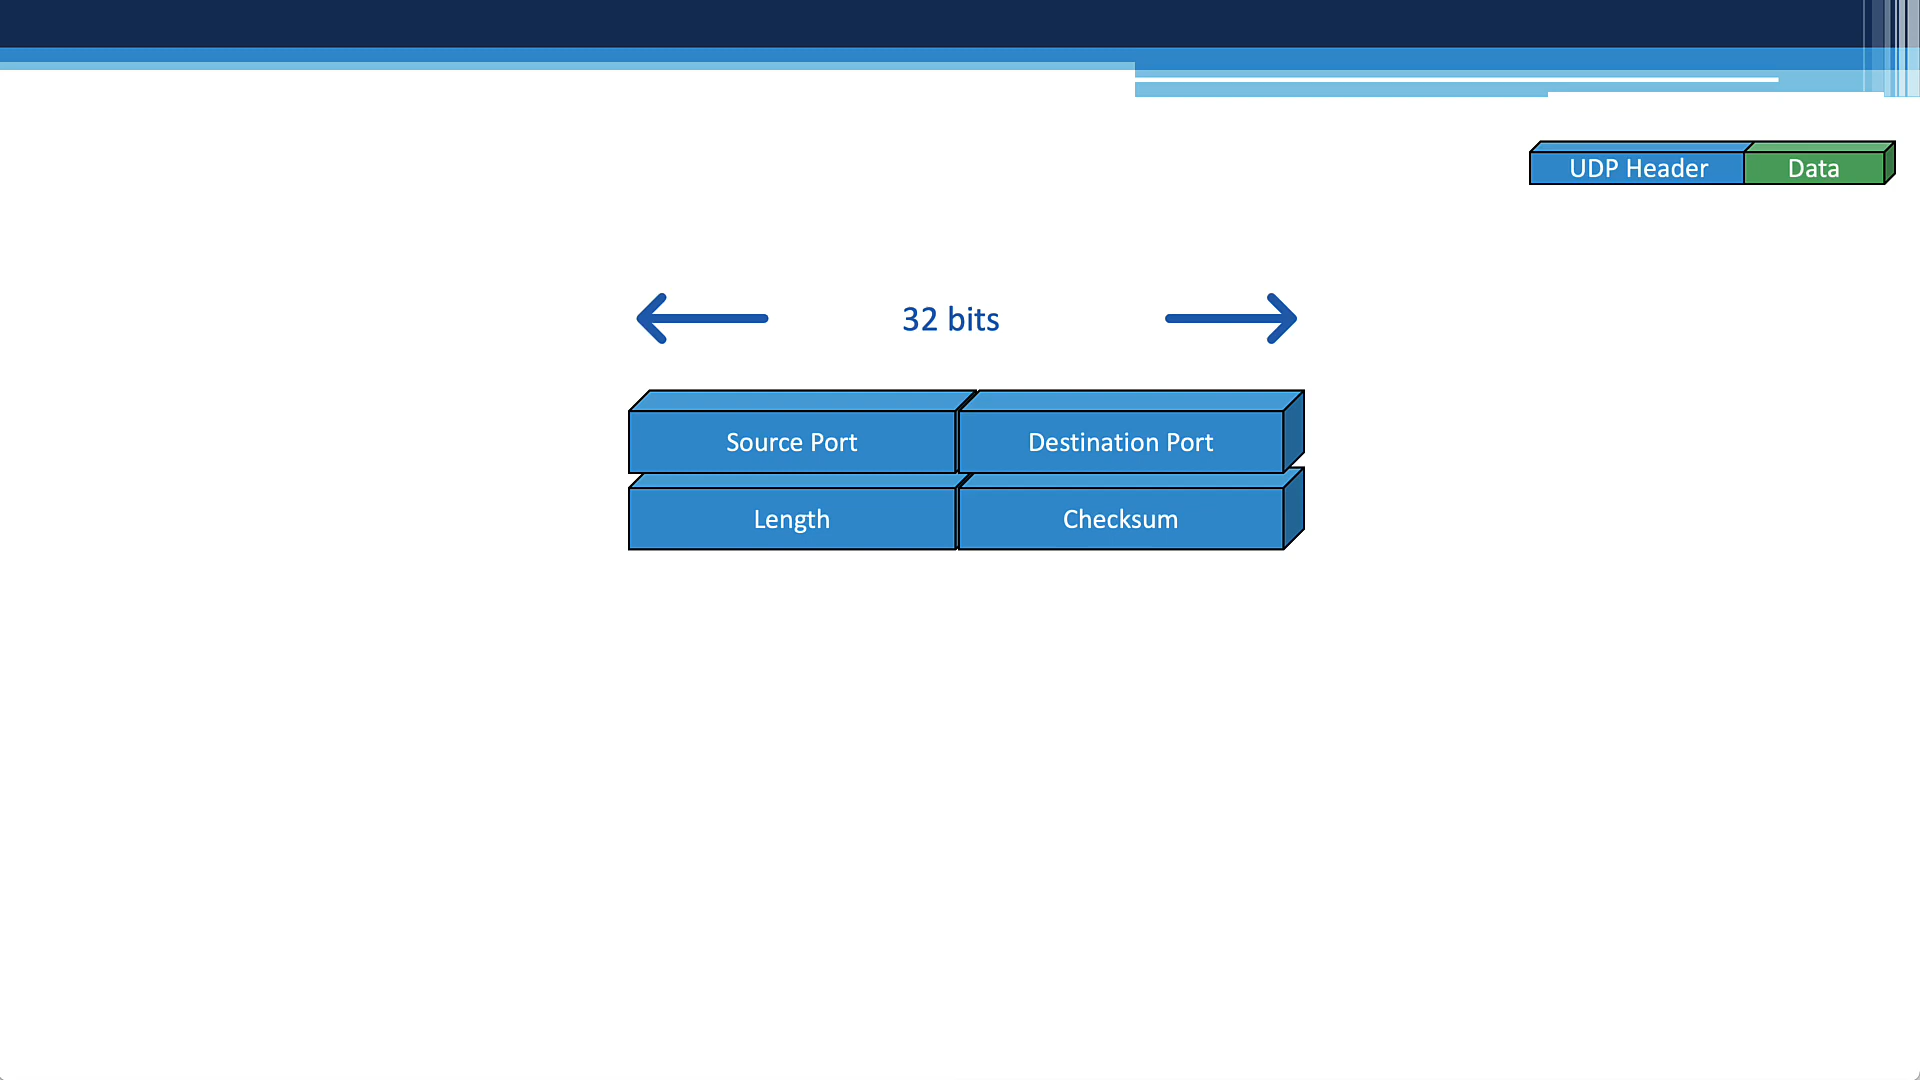 UDP Header Data
32 bits
Source Port Destination Port
Length Checksum